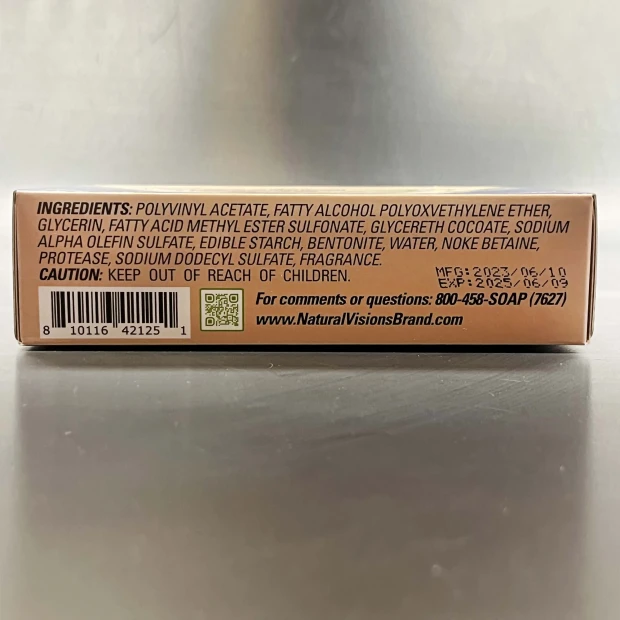 INGREDIENTS: POLYVINYL ACETATE, FATTY ALCOHOL POLYOXVETHYLENE ETHER,
GLYCERIN, FATTY ACID METHYL ESTER SULFONATE, GLYCERETH COCOATE, SODIUM
ALPHA OLEFIN SULFATE, EDIBLE STARCH, BENTONITE, WATER, NOKE BETAINE,
PROTEASE, SODIUM DODECYL SULFATE, FRAGRANCE.
CAUTION: KEEP OUT OF REACH OF CHILDREN.
MFG:2023/06/10
EXP:2025/06/09
8 10116 42125 1
For comments or questions: 800-458-SOAP (7627)
www.NaturalVisionsBrand.com